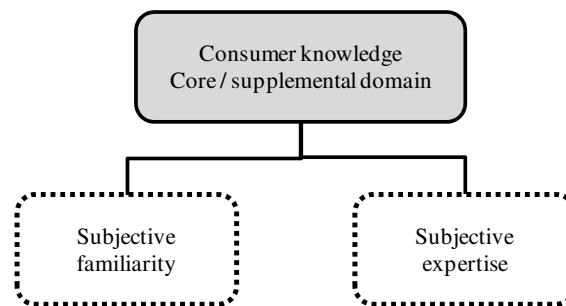 Consumer knowledge
Core / supplemental domain
Subjective
familiarity
Subjective
expertise